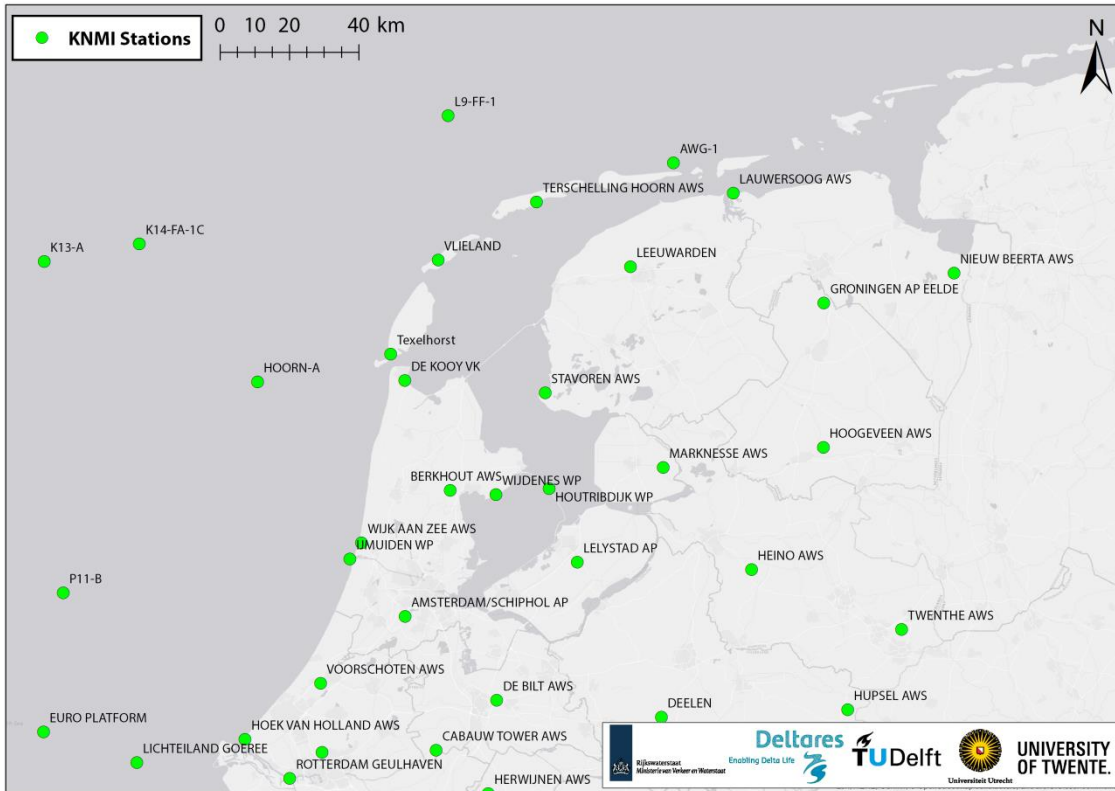 KNMI Stations
0 10 20 40 km
N
L9-FF-1
AWG-1
TERSCHELLING HOORN AWS
LAUWERSOOG AWS
K14-FA-1C
K13-A
VLIELAND
LEEUWARDEN
NIEUW BEERTA AWS
GRONINGEN AP EELDE
Texelhorst
HOORN-A
DE KOOY VK
STAVOREN AWS
HOOGEVEEN AWS
MARKNESSE AWS
BERKHOUT AWS
WIJDENES WP
HOUTRIBDIJK WP
WIJK AAN ZEE AWS
IJMUIDEN WP
LELYSTAD AP
HEINO AWS
P11-B
AMSTERDAM/SCHIPHOL AP
TWENTHE AWS
VOORSCHOTEN AWS
DE BILT AWS
HUPSEL AWS
DEELEN
EURO PLATFORM
HOEK VAN HOLLAND AWS
CABAUW TOWER AWS
LICHTEILAND GOEREE
ROTTERDAM GEULHAVEN
HERWIJNEN AWS
Rijkswaterstaat
Ministerie van Verkeer en Waterstaat
Deltares
Enabling Delta Life
TUDelft
Universiteit Utrecht
UNIVERSITY
OF TWENTE.